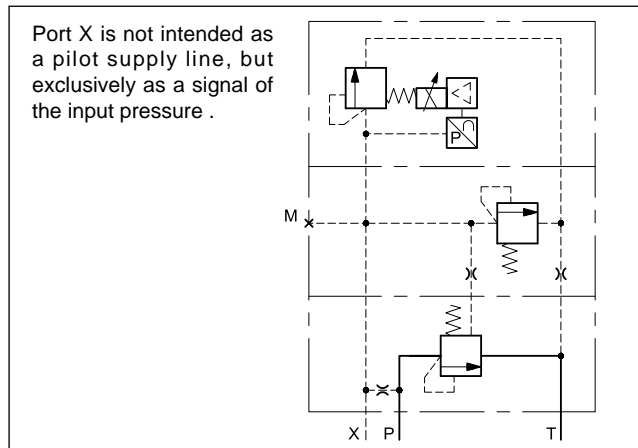 Port X is not intended as
a pilot supply line, but
exclusively as a signal of
the input pressure .
P
M
X P T